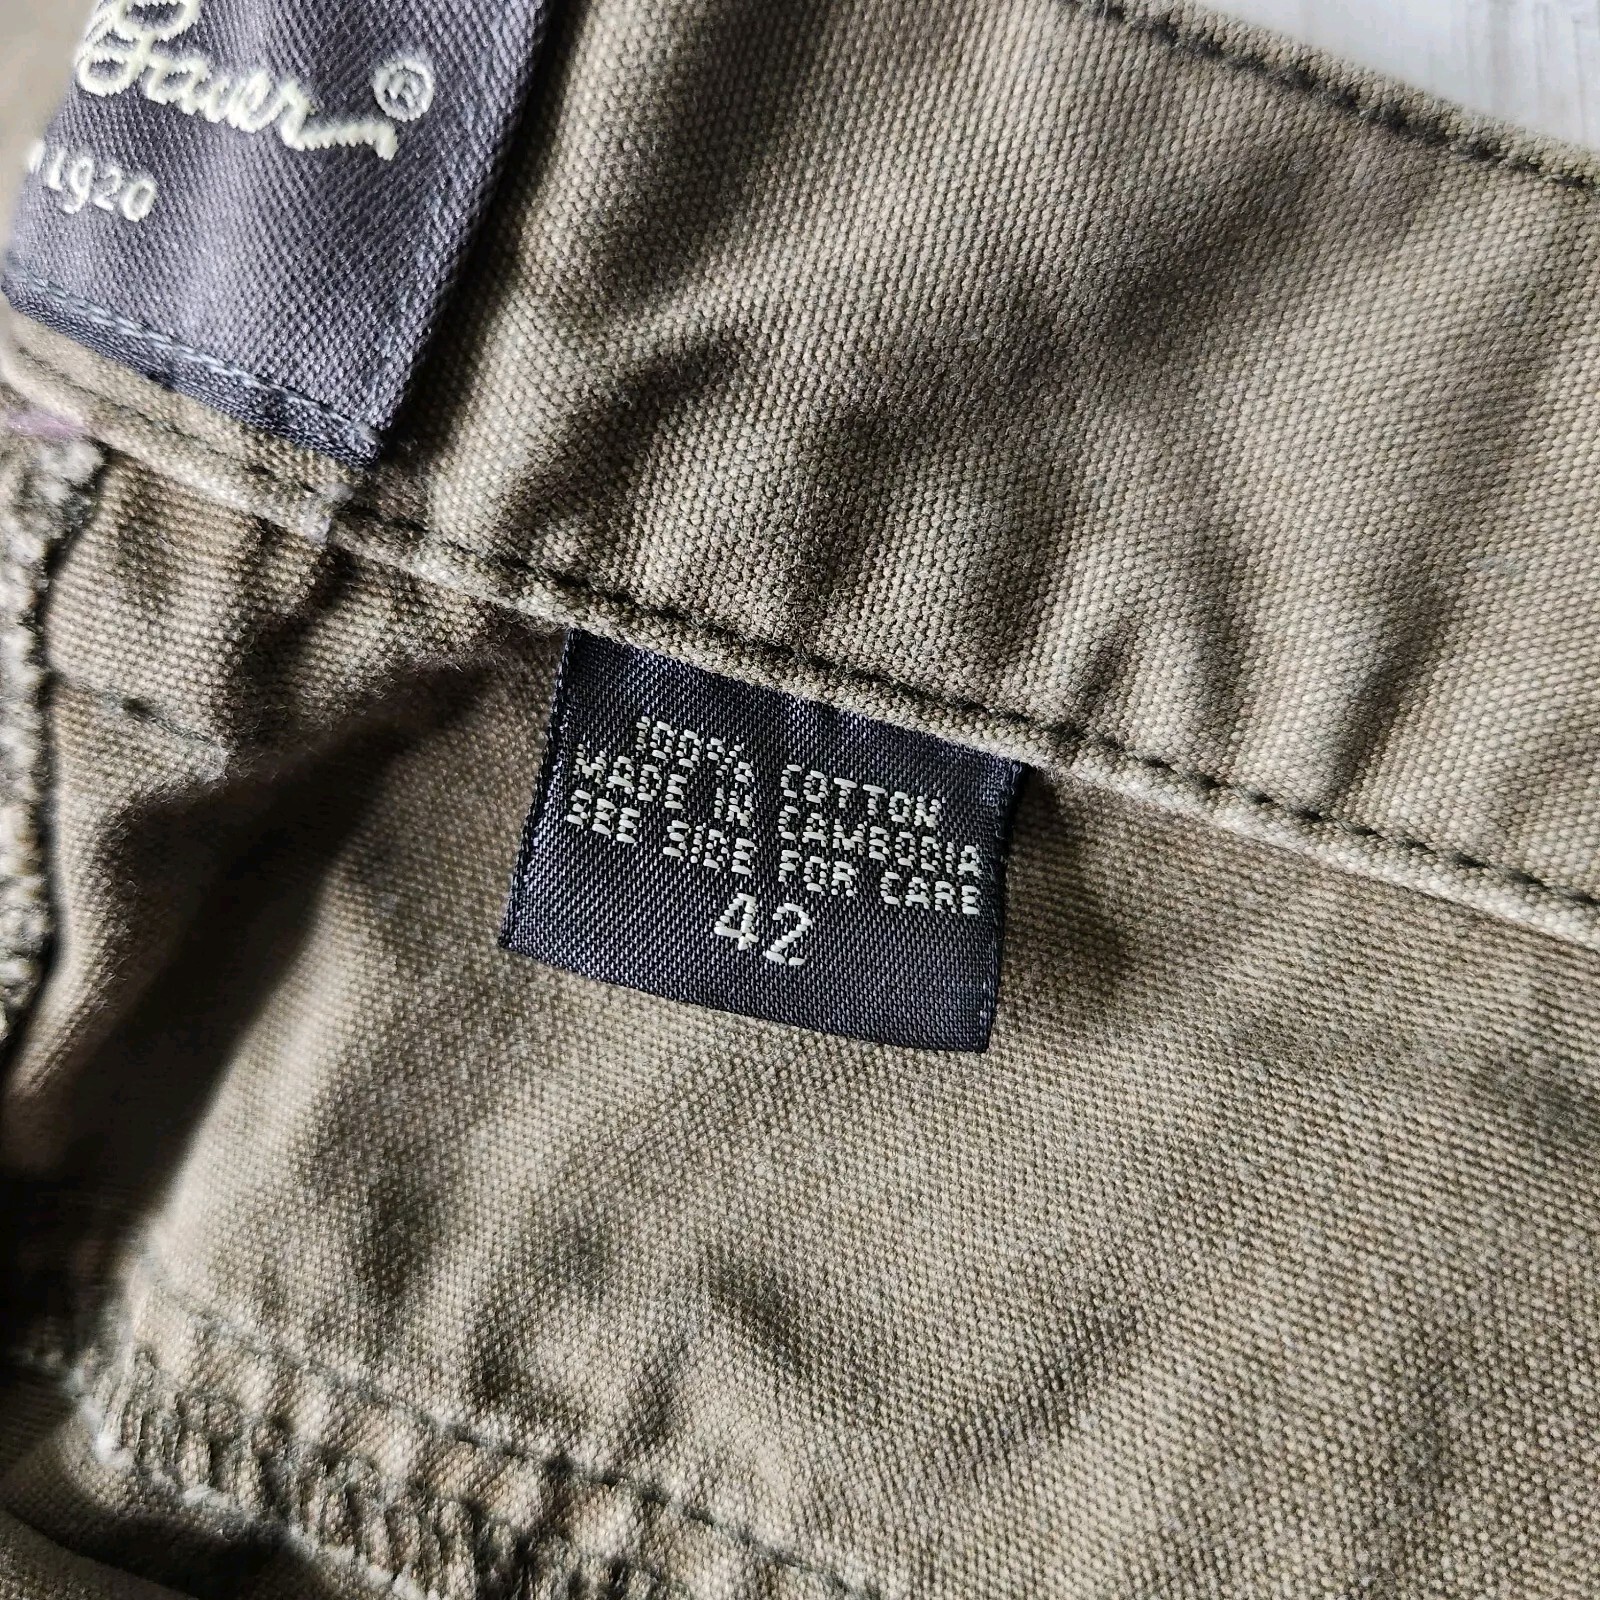 Bauer®
1920
100% COTTON
MADE IN CAMBODIA
SEE SIDE FOR CARE
42